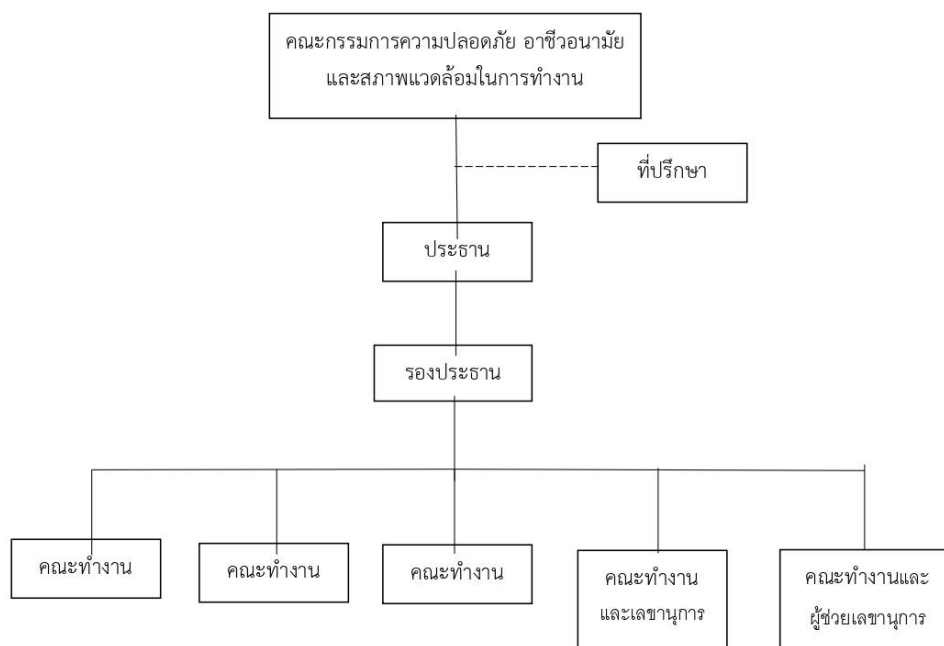 คณะกรรมการความปลอดภัย อาชีวอนามัย
และสภาพแวดล้อมในการทำงาน
ที่ปรึกษา
ประธาน
รองประธาน
คณะทำงาน
คณะทำงาน
คณะทำงาน
คณะทำงาน
และเลขานุการ
คณะทำงานและ
ผู้ช่วยเลขานุการ